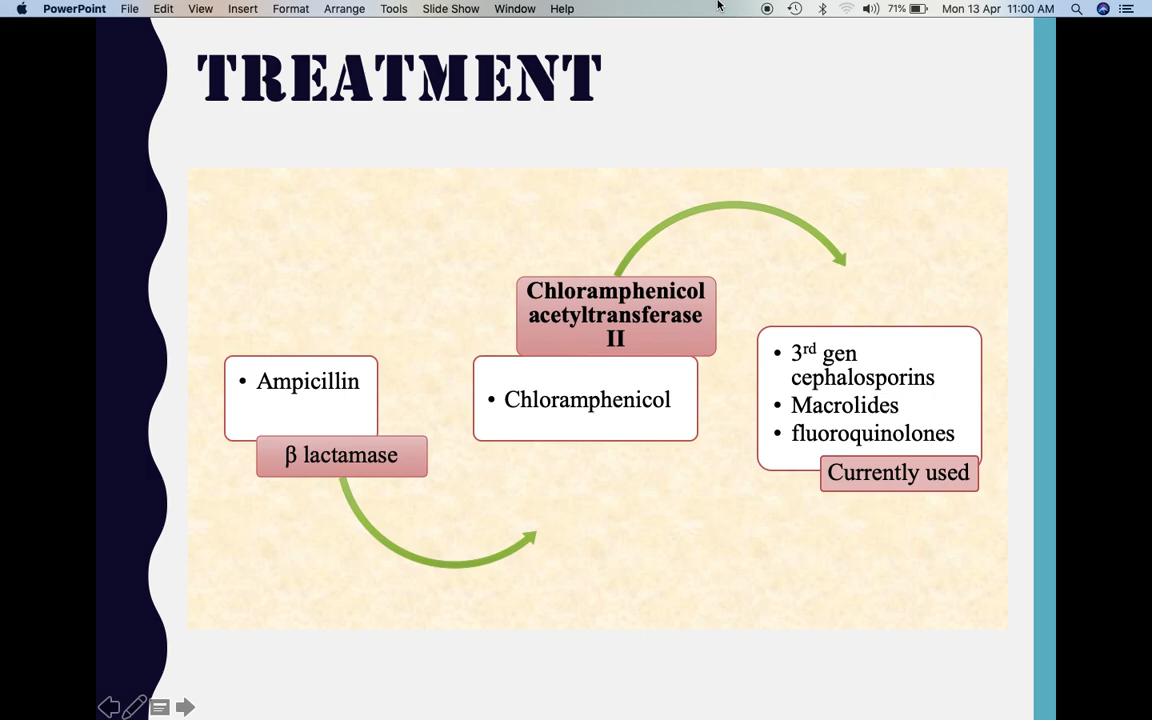 PowerPoint File Edit View Insert Format Arrange Tools Slide Show Window Help 71% Mon 13 Apr 11:00 AM
TREATMENT
• Ampicillin
β lactamase
Chloramphenicol
acetyltransferase
II
• Chloramphenicol
• 3rd gen
cephalosporins
• Macrolides
• fluoroquinolones
Currently used